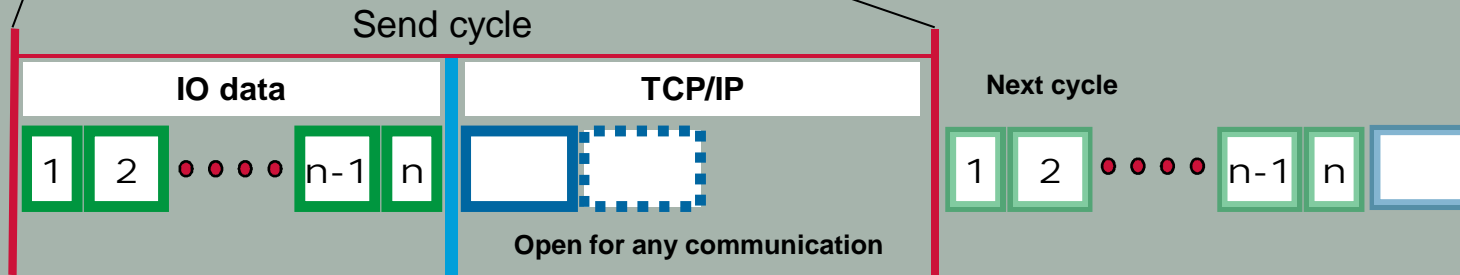 Send cycle
IO data
TCP/IP
Next cycle
1 2 n-1 n
1 2 n-1 n
Open for any communication